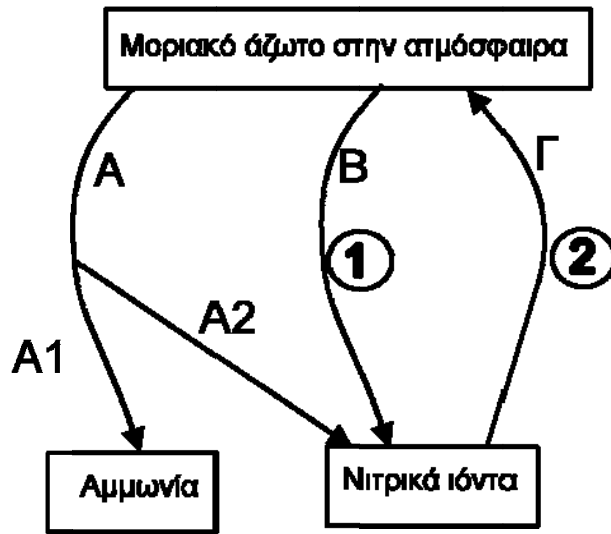 Μοριακό άζωτο στην ατμόσφαιρα
Α
Β
Γ
1
2
Α2
Α1
Αμμωνία
Νιτρικά ιόντα